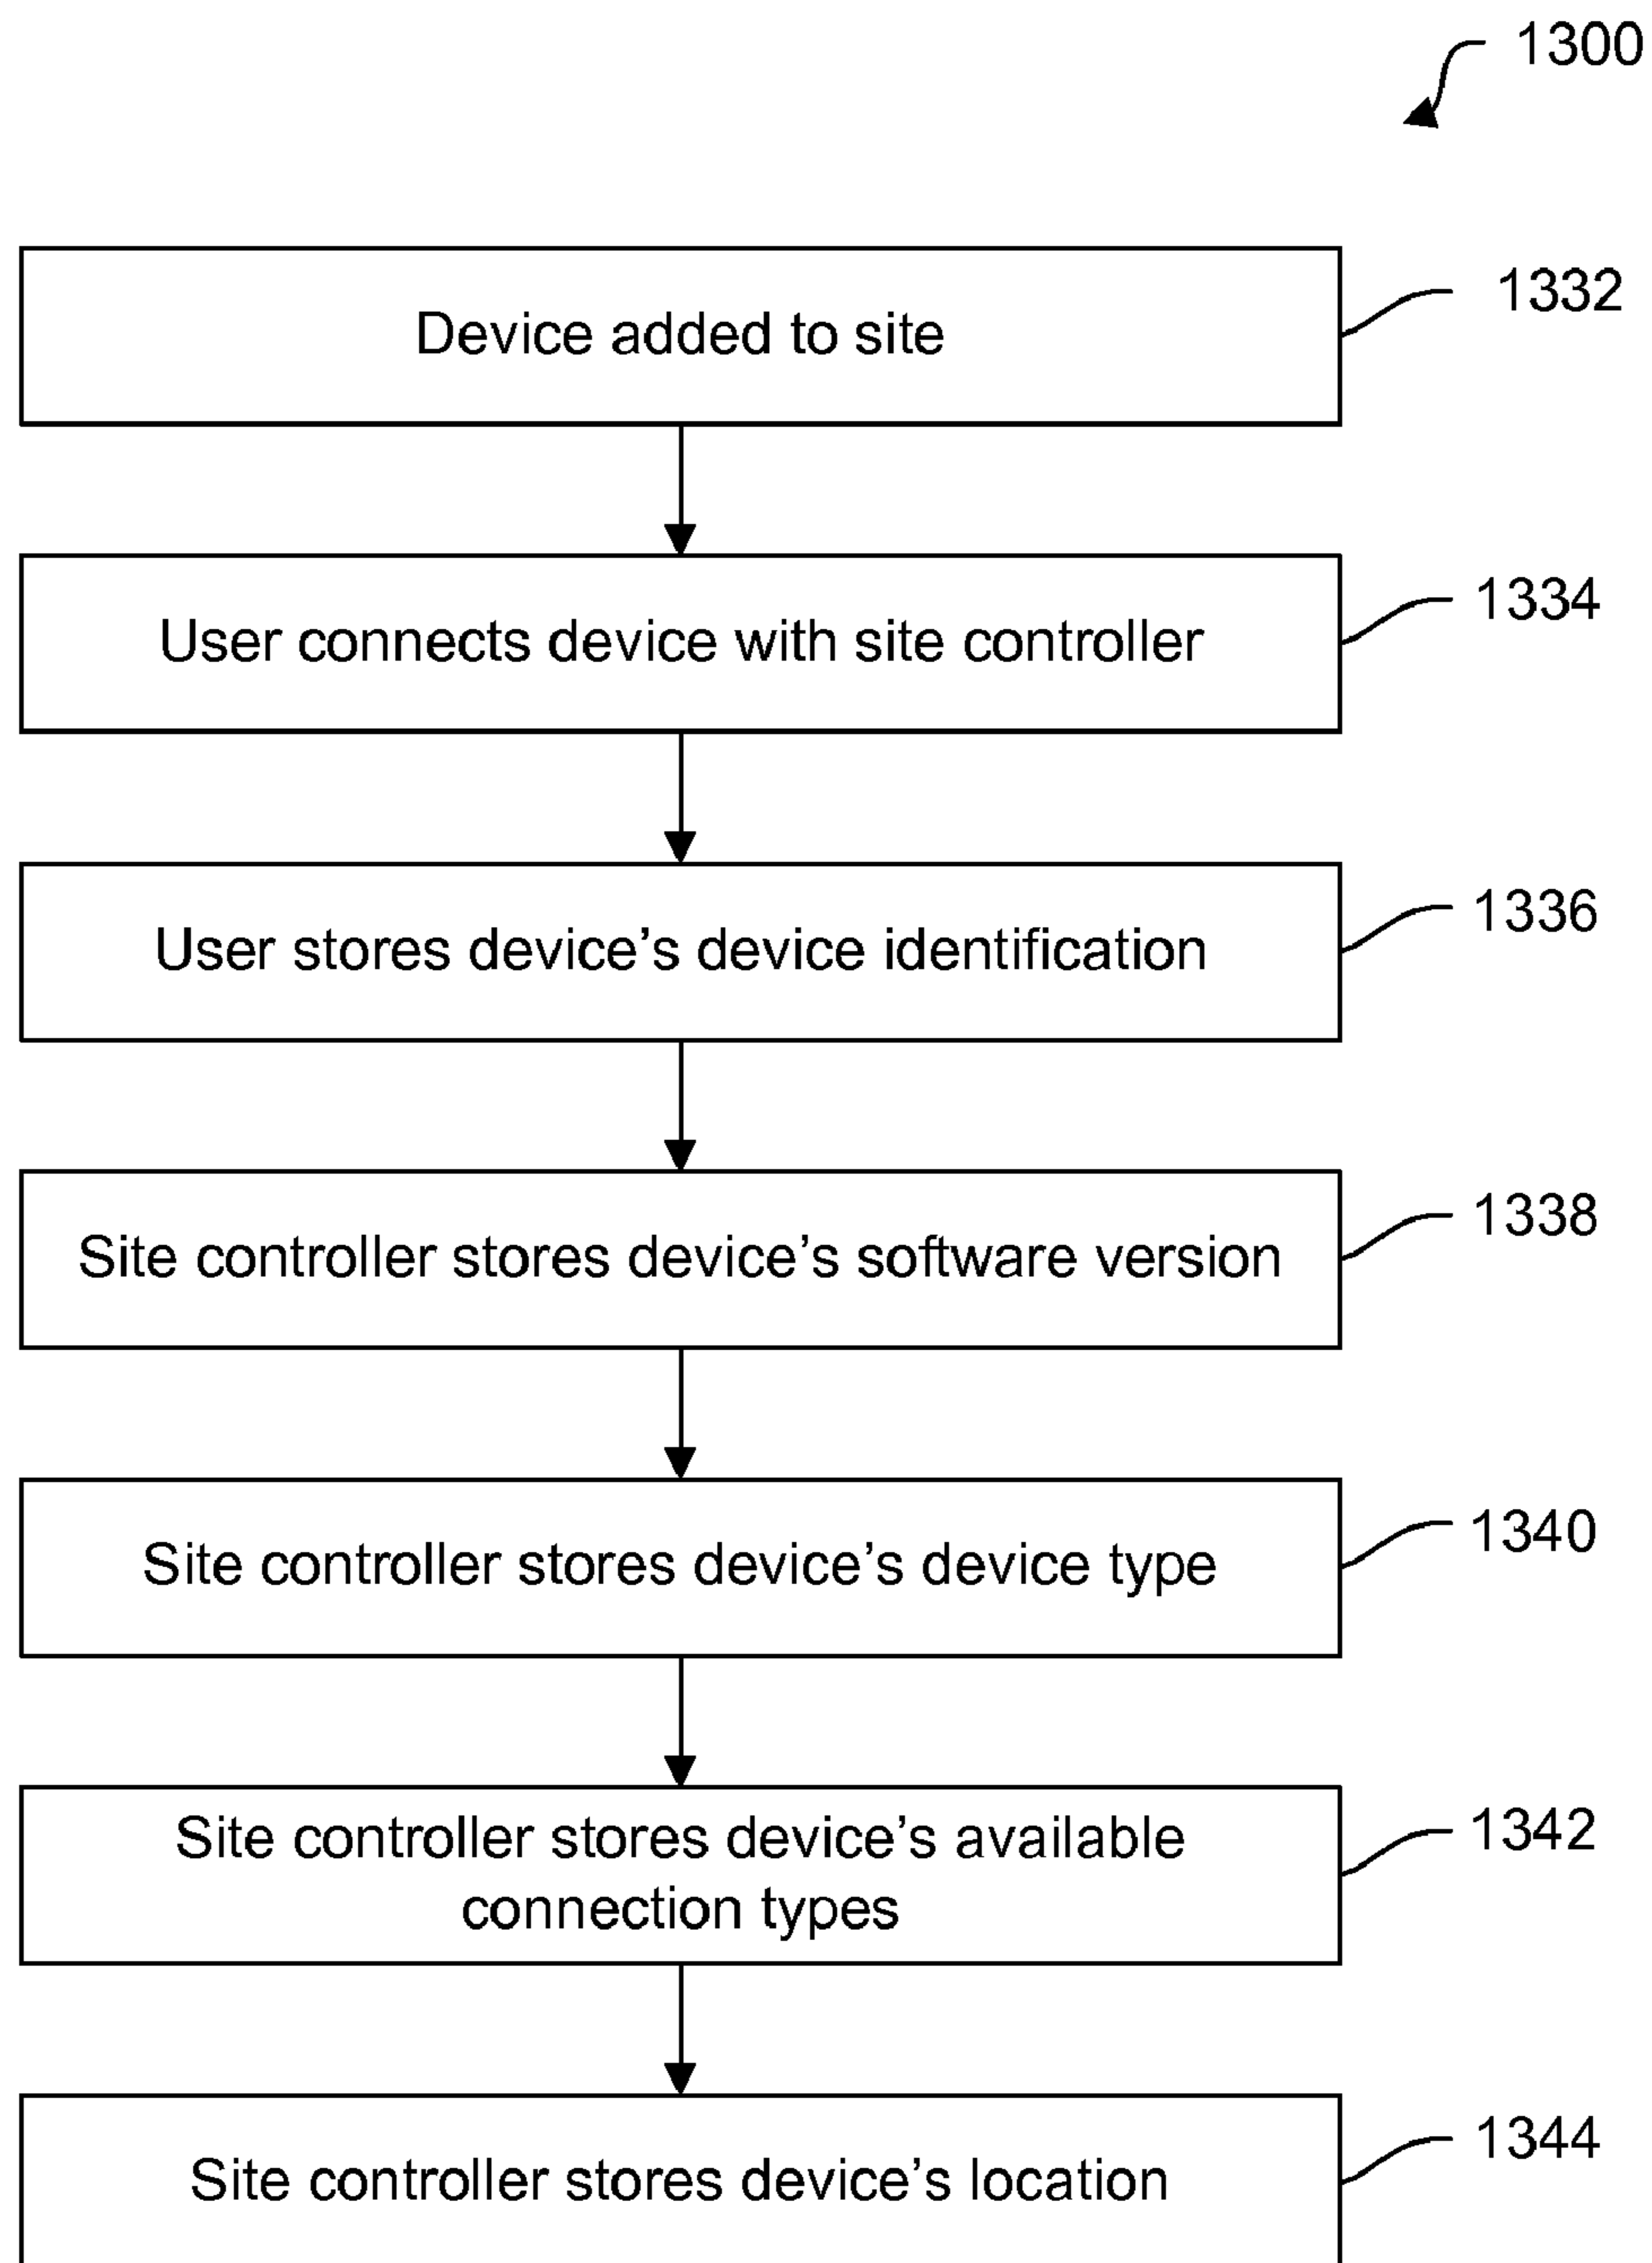 1300
Device added to site
1332
User connects device with site controller
1334
User stores device’s device identification
1336
Site controller stores device’s software version
1338
Site controller stores device’s device type
1340
Site controller stores device’s available
connection types
1342
Site controller stores device’s location
1344